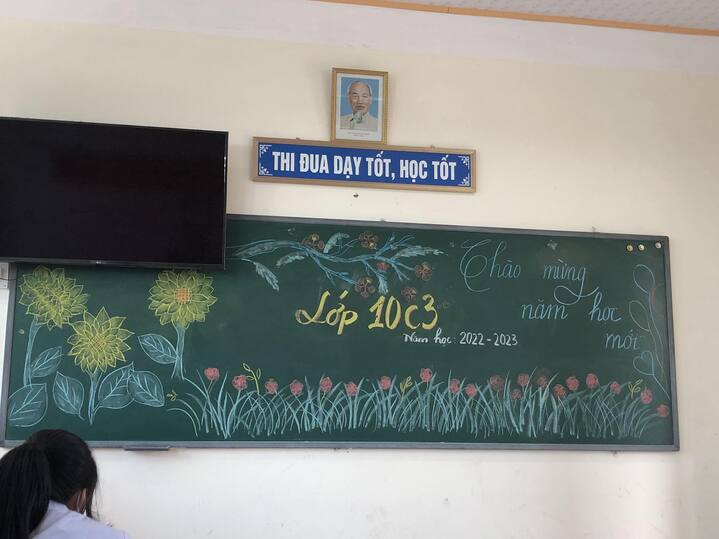 THI ĐUA DẠY TỐT, HỌC TỐT
Chào mừng
năm học
mới
Lớp 10C3
Năm học: 2022-2023